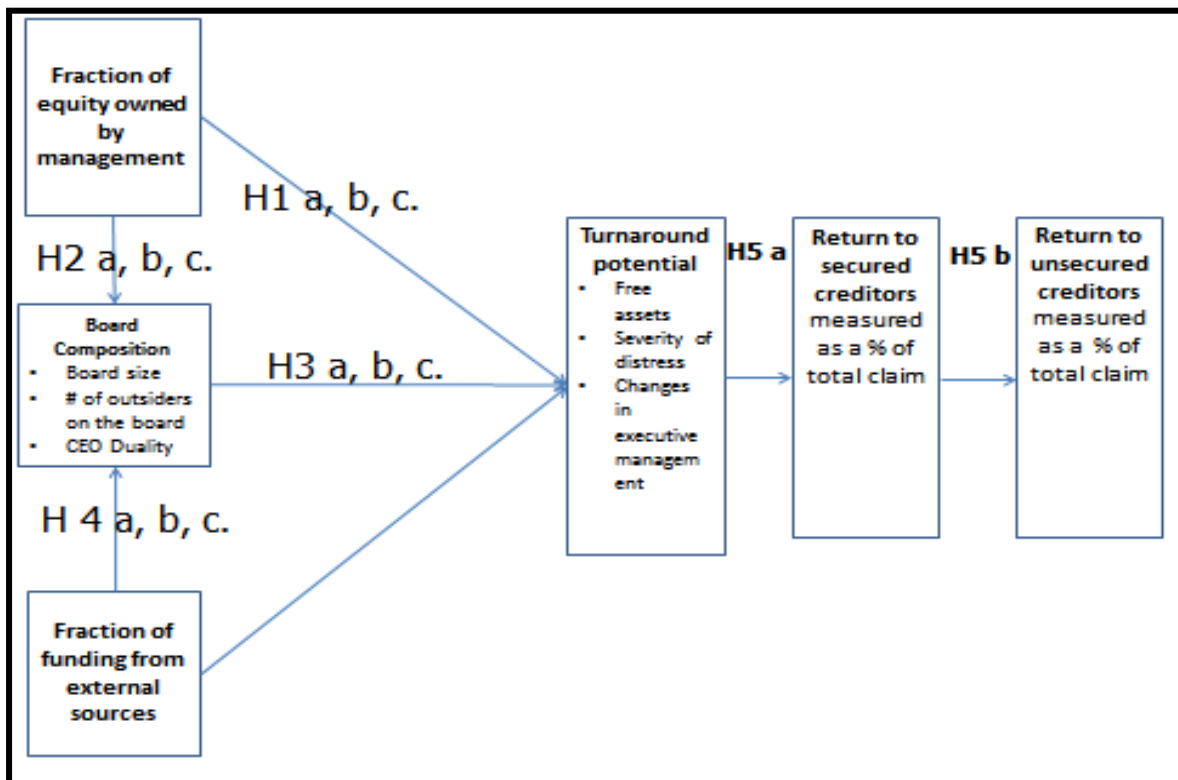 Fraction of
equity owned
by
management
H1 a, b, c.
H2 a, b, c.
Board
Composition
• Board size
• # of outsiders
on the board
• CEO Duality
H3 a, b, c.
H 4 a, b, c.
Fraction of
funding from
external
sources
Turnaround
potential
• Free
assets
• Severity of
distress
• Changes
in
executive
managem
ent
H5 a
Return to
secured
creditors
measured
as a % of
total claim
H5 b
Return to
unsecured
creditors
measured
as a % of
total claim